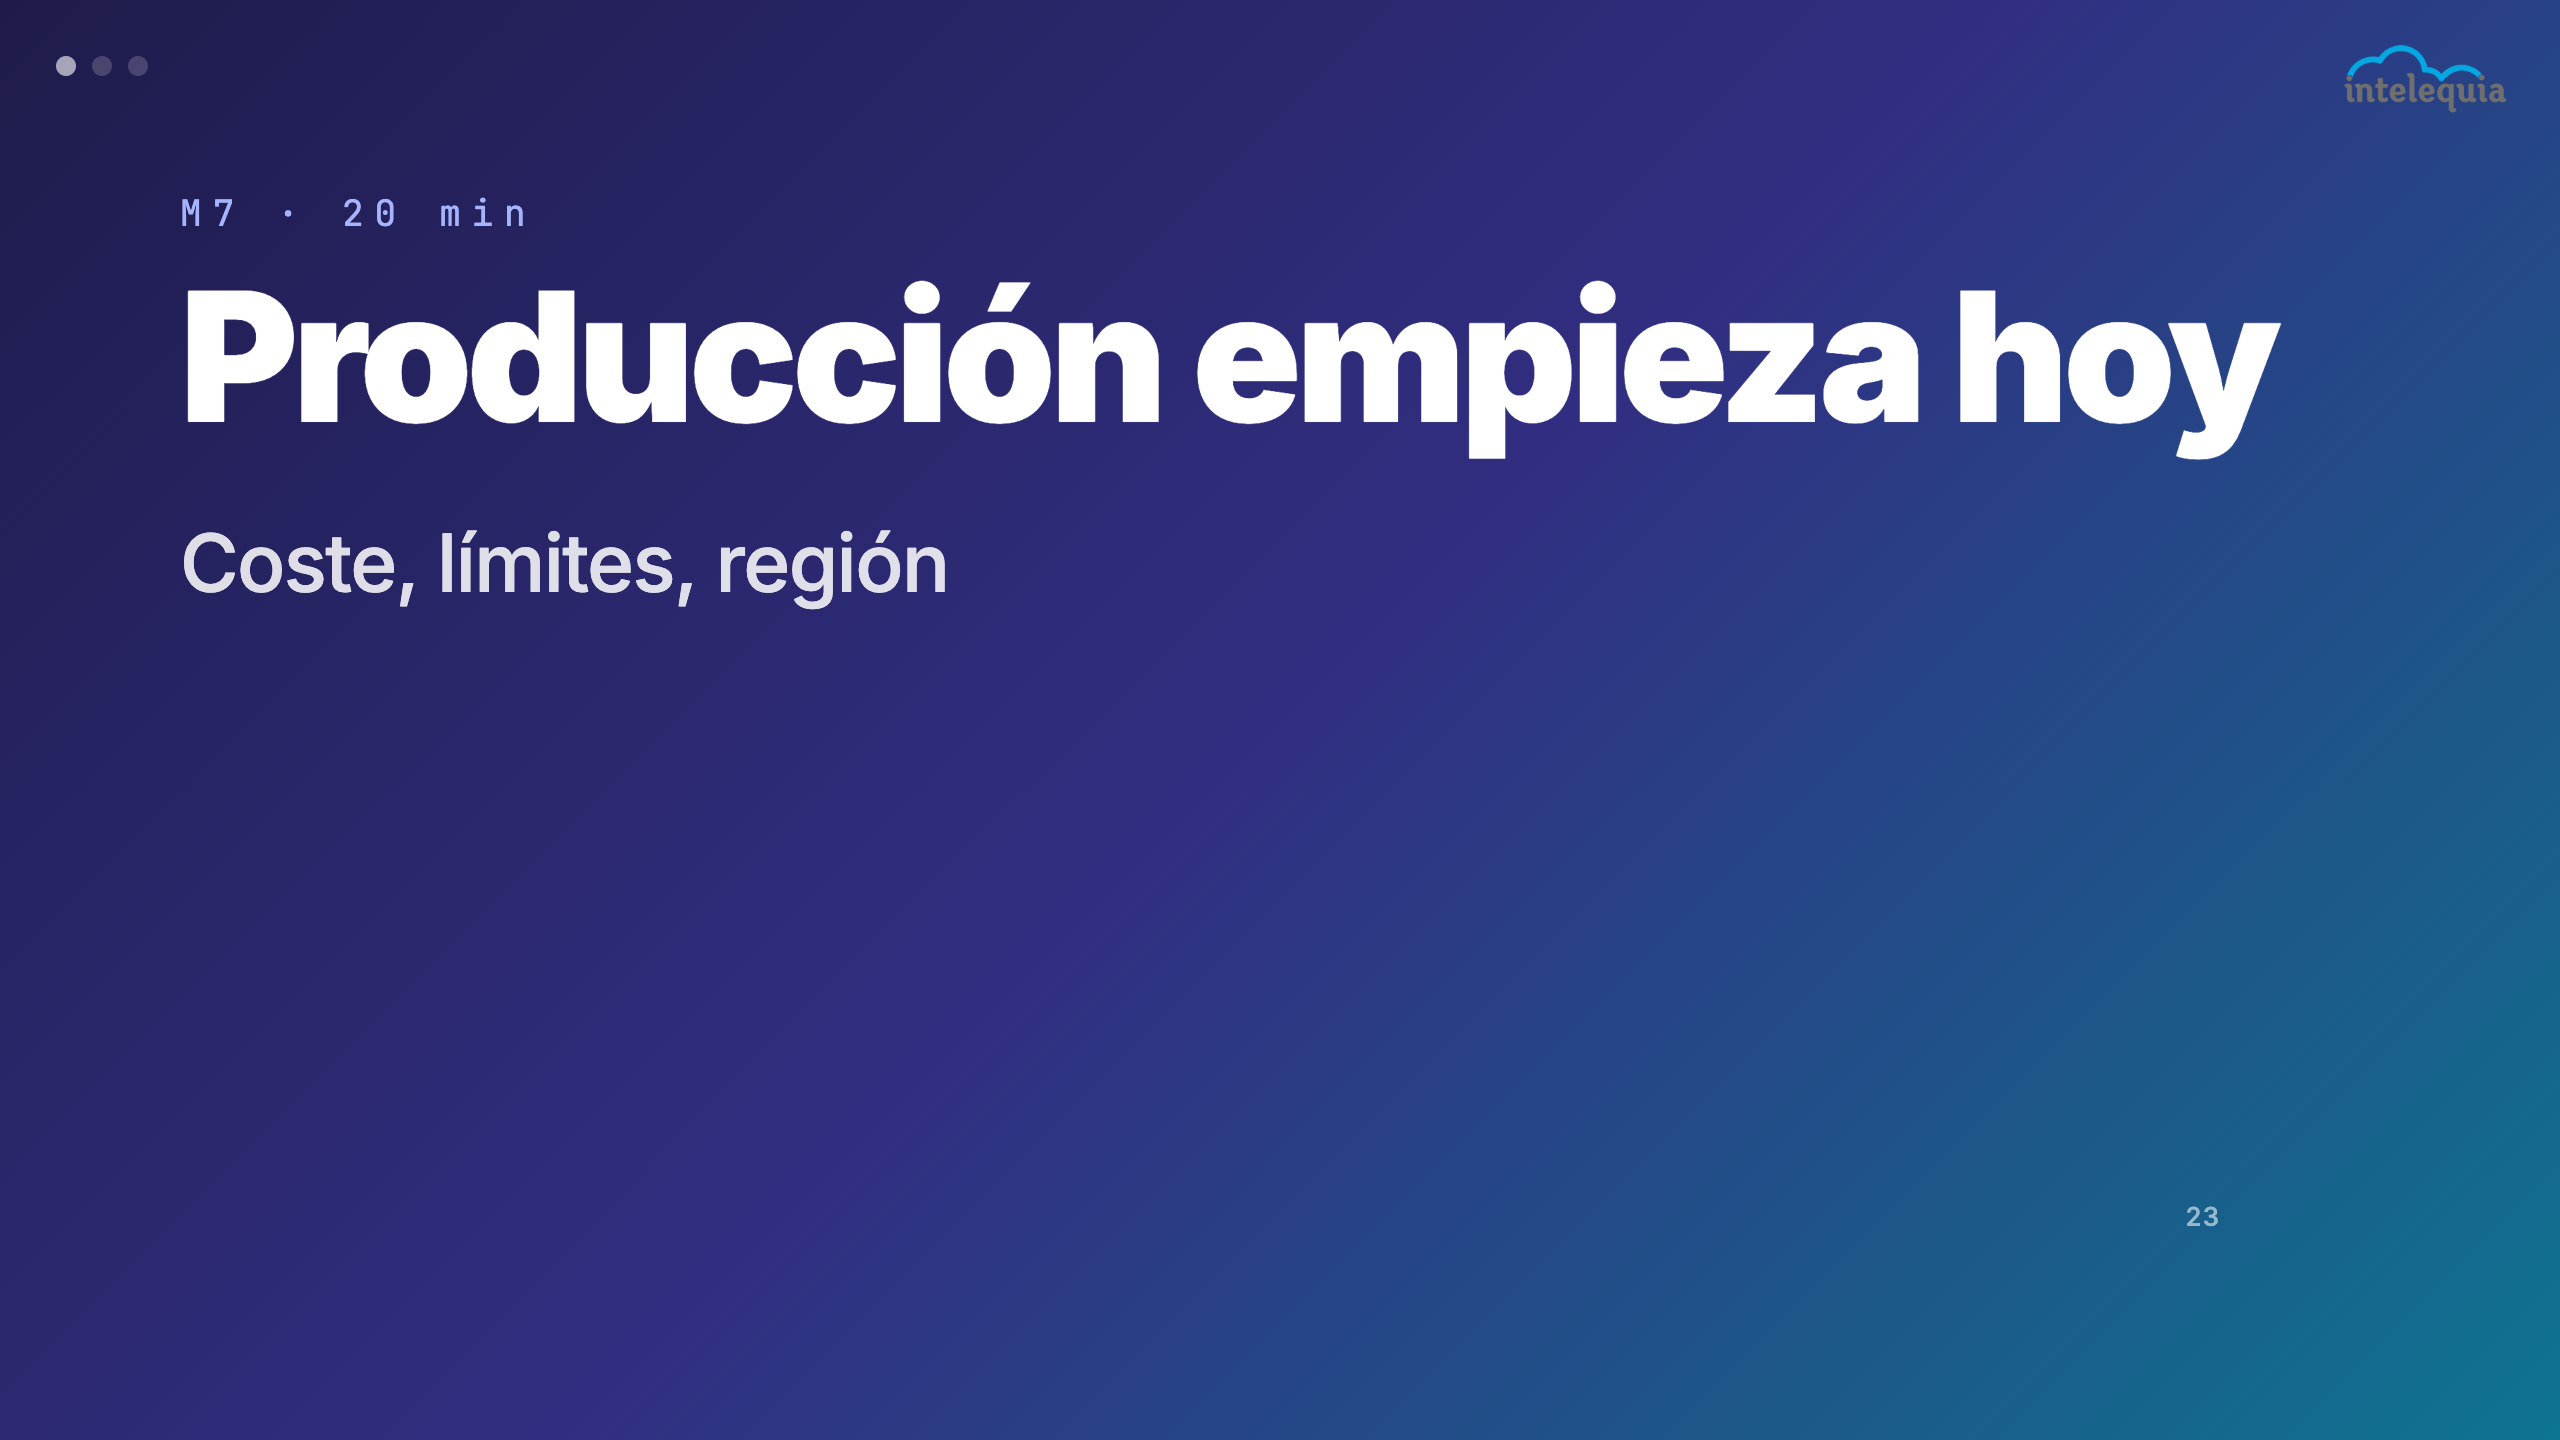 intelequia
M7 · 20 min
Producción empieza hoy
Coste, límites, región
23